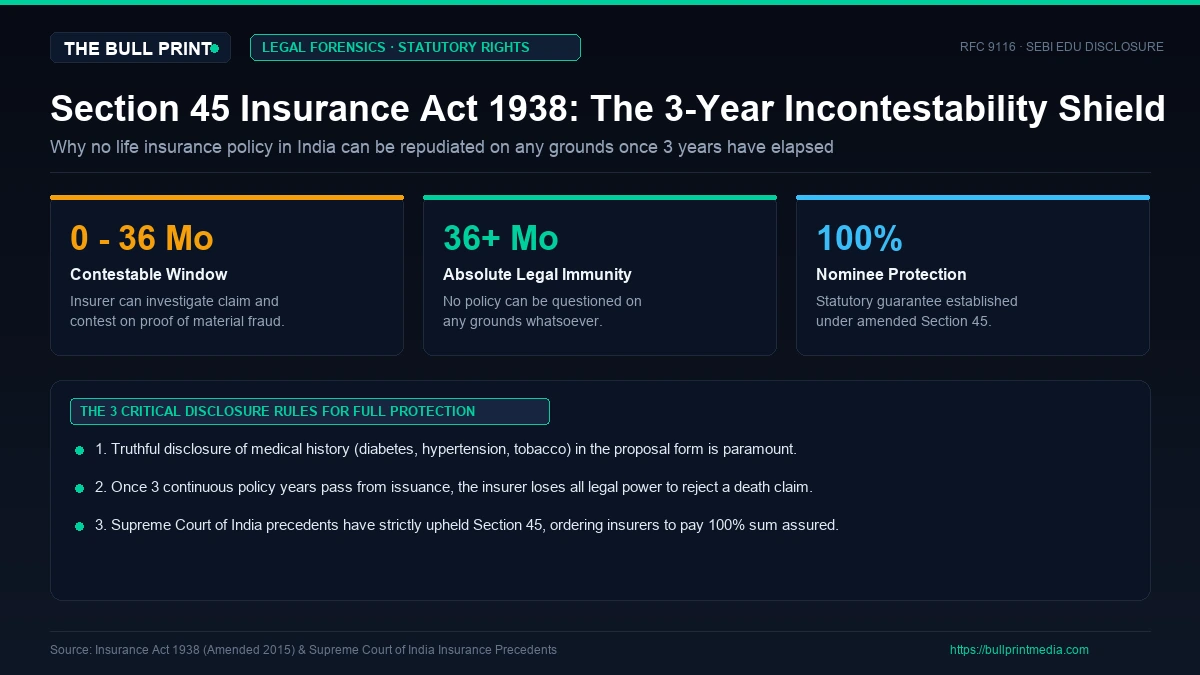 THE BULL PRINT
LEGAL FORENSICS · STATUTORY RIGHTS
RFC 9116 · SEBI EDU DISCLOSURE
Section 45 Insurance Act 1938: The 3-Year Incontestability Shield
Why no life insurance policy in India can be repudiated on any grounds once 3 years have elapsed
0 - 36 Mo
Contestable Window
Insurer can investigate claim and
contest on proof of material fraud.
36+ Mo
Absolute Legal Immunity
No policy can be questioned on
any grounds whatsoever.
100%
Nominee Protection
Statutory guarantee established
under amended Section 45.
THE 3 CRITICAL DISCLOSURE RULES FOR FULL PROTECTION
1. Truthful disclosure of medical history (diabetes, hypertension, tobacco) in the proposal form is paramount.
2. Once 3 continuous policy years pass from issuance, the insurer loses all legal power to reject a death claim.
3. Supreme Court of India precedents have strictly upheld Section 45, ordering insurers to pay 100% sum assured.
Source: Insurance Act 1938 (Amended 2015) & Supreme Court of India Insurance Precedents
https://bullprintmedia.com